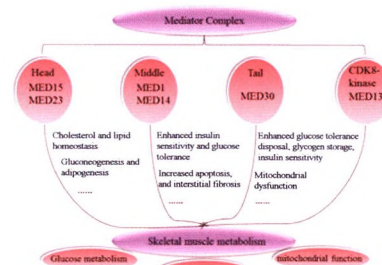 Mediator Complex
Head
MED15
MED23
Middle
MED1
MED14
Tail
MED30
CDK8-
kinase
MED13
Cholesterol and lipid
homeostasis
Gluconeogenesis and
adipogenesis
......
Enhanced insulin
sensitivity and glucose
tolerance
Increased apoptosis,
and interstitial fibrosis
......
Enhanced glucose tolerance
disposal, glycogen storage,
insulin sensitivity
Mitochondrial
dysfunction
......
Skeletal muscle metabolism
Glucose metabolism
mitochondrial function